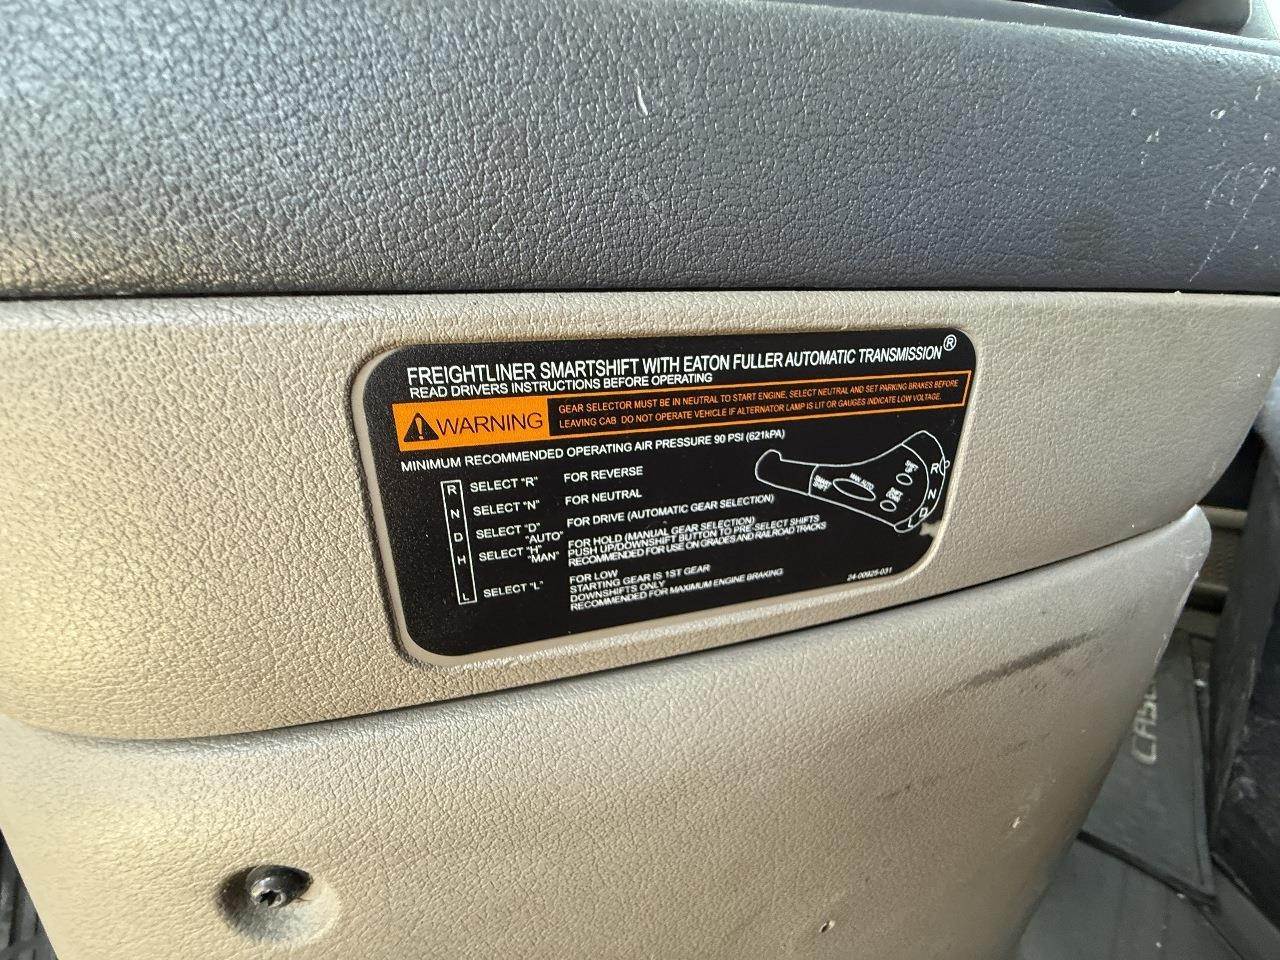 FREIGHTLINER SMARTSHIFT WITH EATON FULLER AUTOMATIC TRANSMISSION®
READ DRIVERS INSTRUCTIONS BEFORE OPERATING
WARNING
GEAR SELECTOR MUST BE IN NEUTRAL TO START ENGINE, SELECT NEUTRAL AND SET PARKING BRAKES BEFORE
LEAVING CAB DO NOT OPERATE VEHICLE IF ALTERNATOR LAMP IS LIT OR GAUGES INDICATE LOW VOLTAGE.
MINIMUM RECOMMENDED OPERATING AIR PRESSURE 90 PSI (621kPA)
R SELECT "R" FOR REVERSE
N SELECT "N" FOR NEUTRAL
D SELECT "D" FOR DRIVE (AUTOMATIC GEAR SELECTION)
"AUTO"
H SELECT "H" FOR HOLD (MANUAL GEAR SELECTION)
"MAN" PUSH UP/DOWNSHIFT BUTTON TO PRE-SELECT SHIFTS
RECOMMENDED FOR USE ON GRADES AND RAILROAD TRACKS
L SELECT "L" FOR LOW
STARTING GEAR IS 1ST GEAR
DOWNSHIFTS ONLY
RECOMMENDED FOR MAXIMUM ENGINE BRAKING
SMART
SHIFT
MAN AUTO
R
N
D
L
24-00925-031
CASE